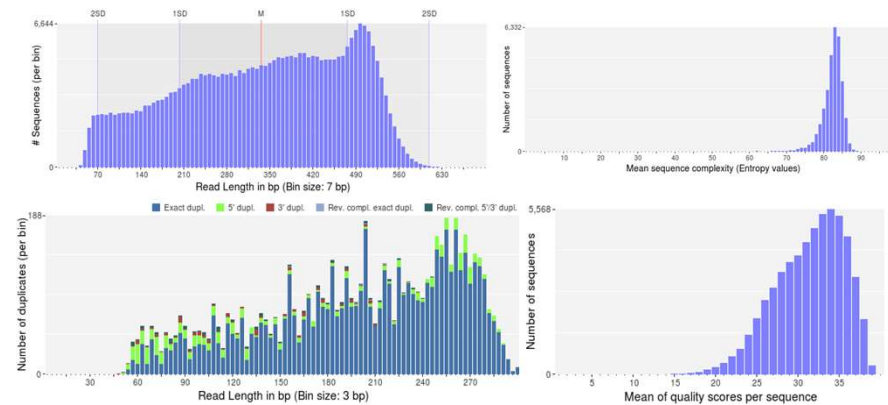 2SD 1SD M 1SD 2SD
6,644
0
# Sequences (per bin)
70 140 210 280 350 420 490 560 630
Read Length in bp (Bin size: 7 bp)
6,332
0
Number of sequences
10 20 30 40 50 60 70 80 90
Mean sequence complexity (Entropy values)
Exact dupl. 5' dupl. 3' dupl. Rev. compl. exact dupl. Rev. compl. 5'/3' dupl.
188
0
Number of duplicates (per bin)
30 60 90 120 150 180 210 240 270
Read Length in bp (Bin size: 3 bp)
5,568
0
Number of sequences
5 10 15 20 25 30 35
Mean of quality scores per sequence